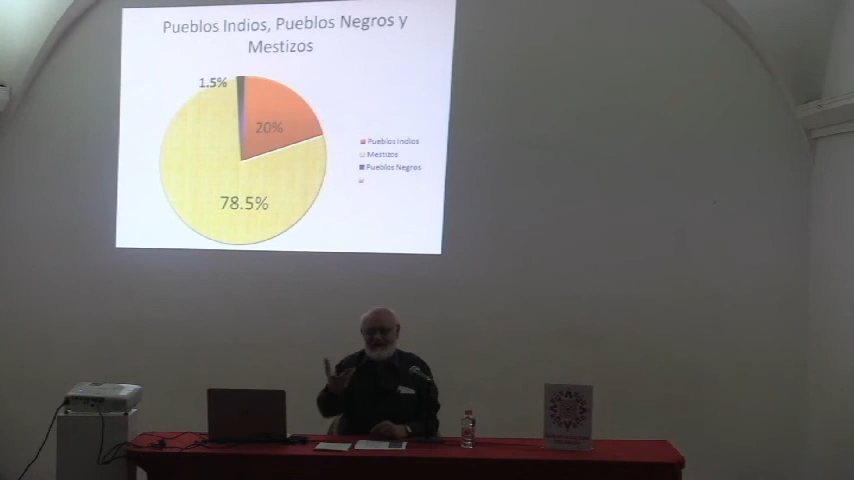 Pueblos Indios, Pueblos Negros y
Mestizos
1.5%
20%
78.5%
Pueblos Indios
Mestizos
Pueblos Negros